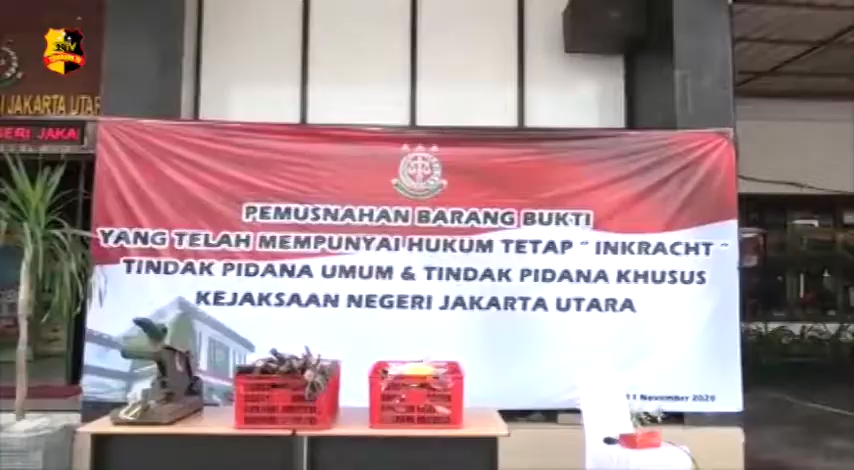 JAKARTA UTAR
NEGERI JAKA
PEMUSNAHAN BARANG BUKTI
YANG TELAH MEMPUNYAI HUKUM TETAP " INKRACHT "
TINDAK PIDANA UMUM & TINDAK PIDANA KHUSUS
KEJAKSAAN NEGERI JAKARTA UTARA
11 November 2020